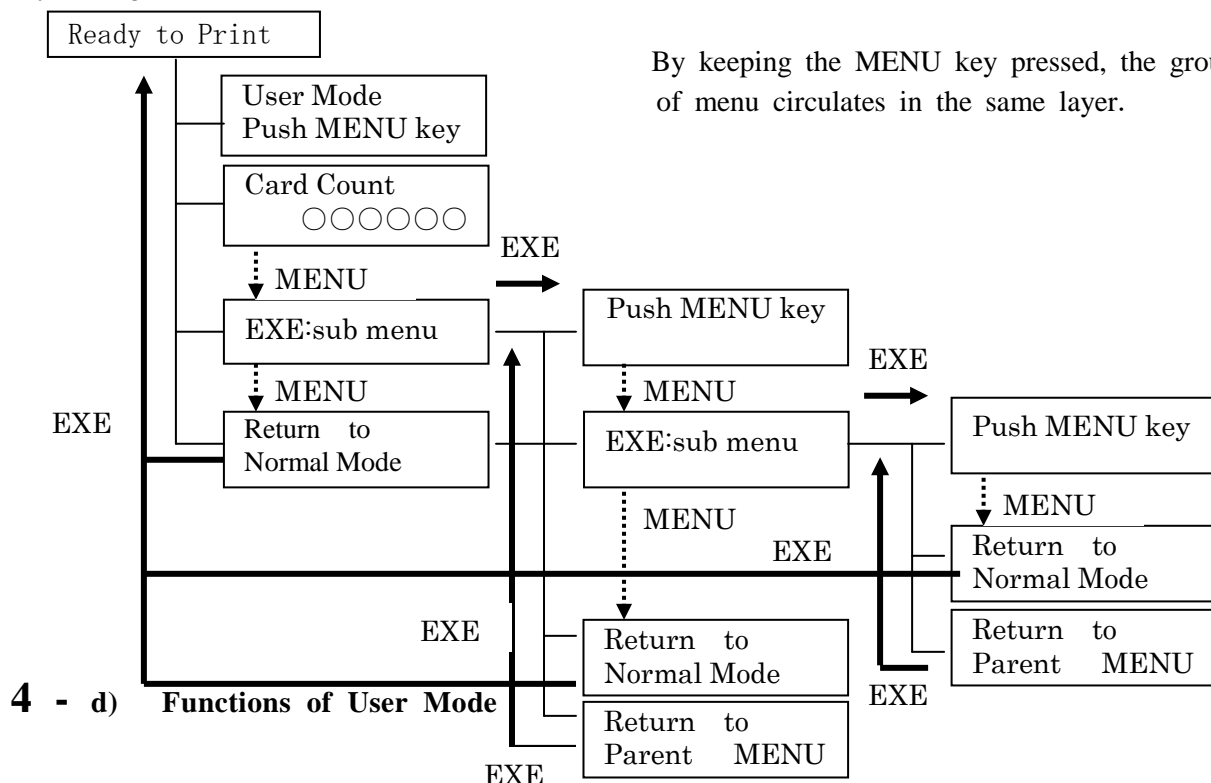 Ready to Print
By keeping the MENU key pressed, the
of menu circulates in the same layer.
User Mode
Push MENU key
Card Count
○○○○○○
EXE
MENU
EXE:sub menu
Push MENU key
EXE
MENU
MENU
EXE
Return to
Normal Mode
EXE:sub menu
Push MENU key
MENU
MENU
EXE
Return to
Normal Mode
EXE
Return to
Normal Mode
Return to
Parent MENU
EXE
4 - d) Functions of User Mode
Return to
Parent MENU
EXE